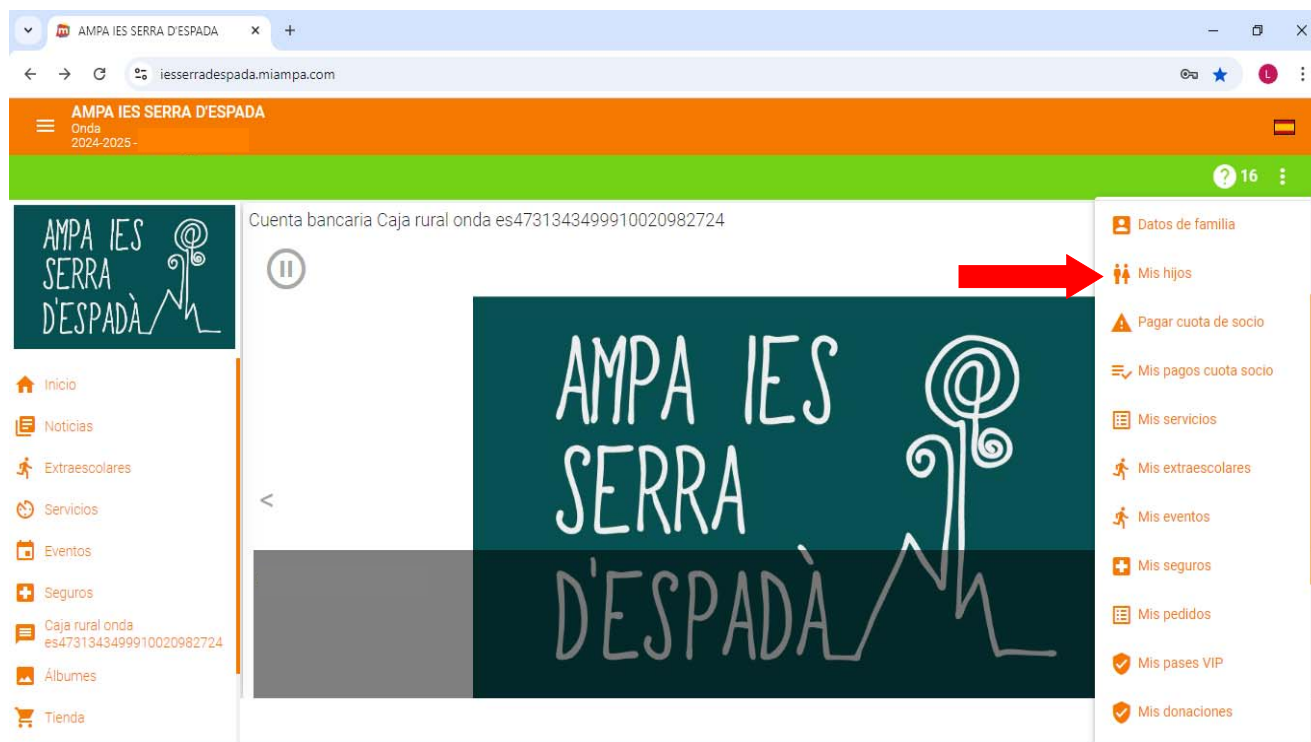 AMPA IES SERRA D'ESPADA
iesserradespada.miampa.com
L
AMPA IES SERRA D'ESPADA
Onda
2024-2025 -
? 16
AMPA IES
SERRA
D'ESPADÀ
Inicio
Noticias
Extraescolares
Servicios
Eventos
Seguros
Caja rural onda
es4731343499910020982724
Álbumes
Tienda
Cuenta bancaria Caja rural onda es4731343499910020982724
AMPA IES
SERRA
D'ESPADÀ
Datos de familia
Mis hijos
Pagar cuota de socio
Mis pagos cuota socio
Mis servicios
Mis extraescolares
Mis eventos
Mis seguros
Mis pedidos
Mis pases VIP
Mis donaciones